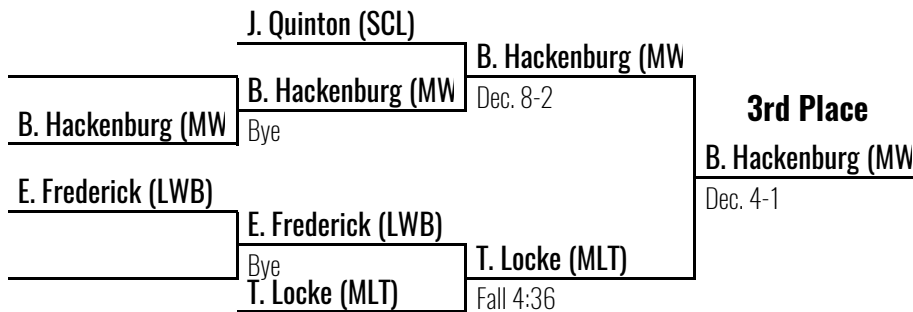 J. Quinton (SCL)
B. Hackenburg (MW
B. Hackenburg (MW
Dec. 8-2
3rd Place
B. Hackenburg (MW
Bye
B. Hackenburg (MW
E. Frederick (LWB)
Dec. 4-1
E. Frederick (LWB)
Bye
T. Locke (MLT)
T. Locke (MLT)
Fall 4:36